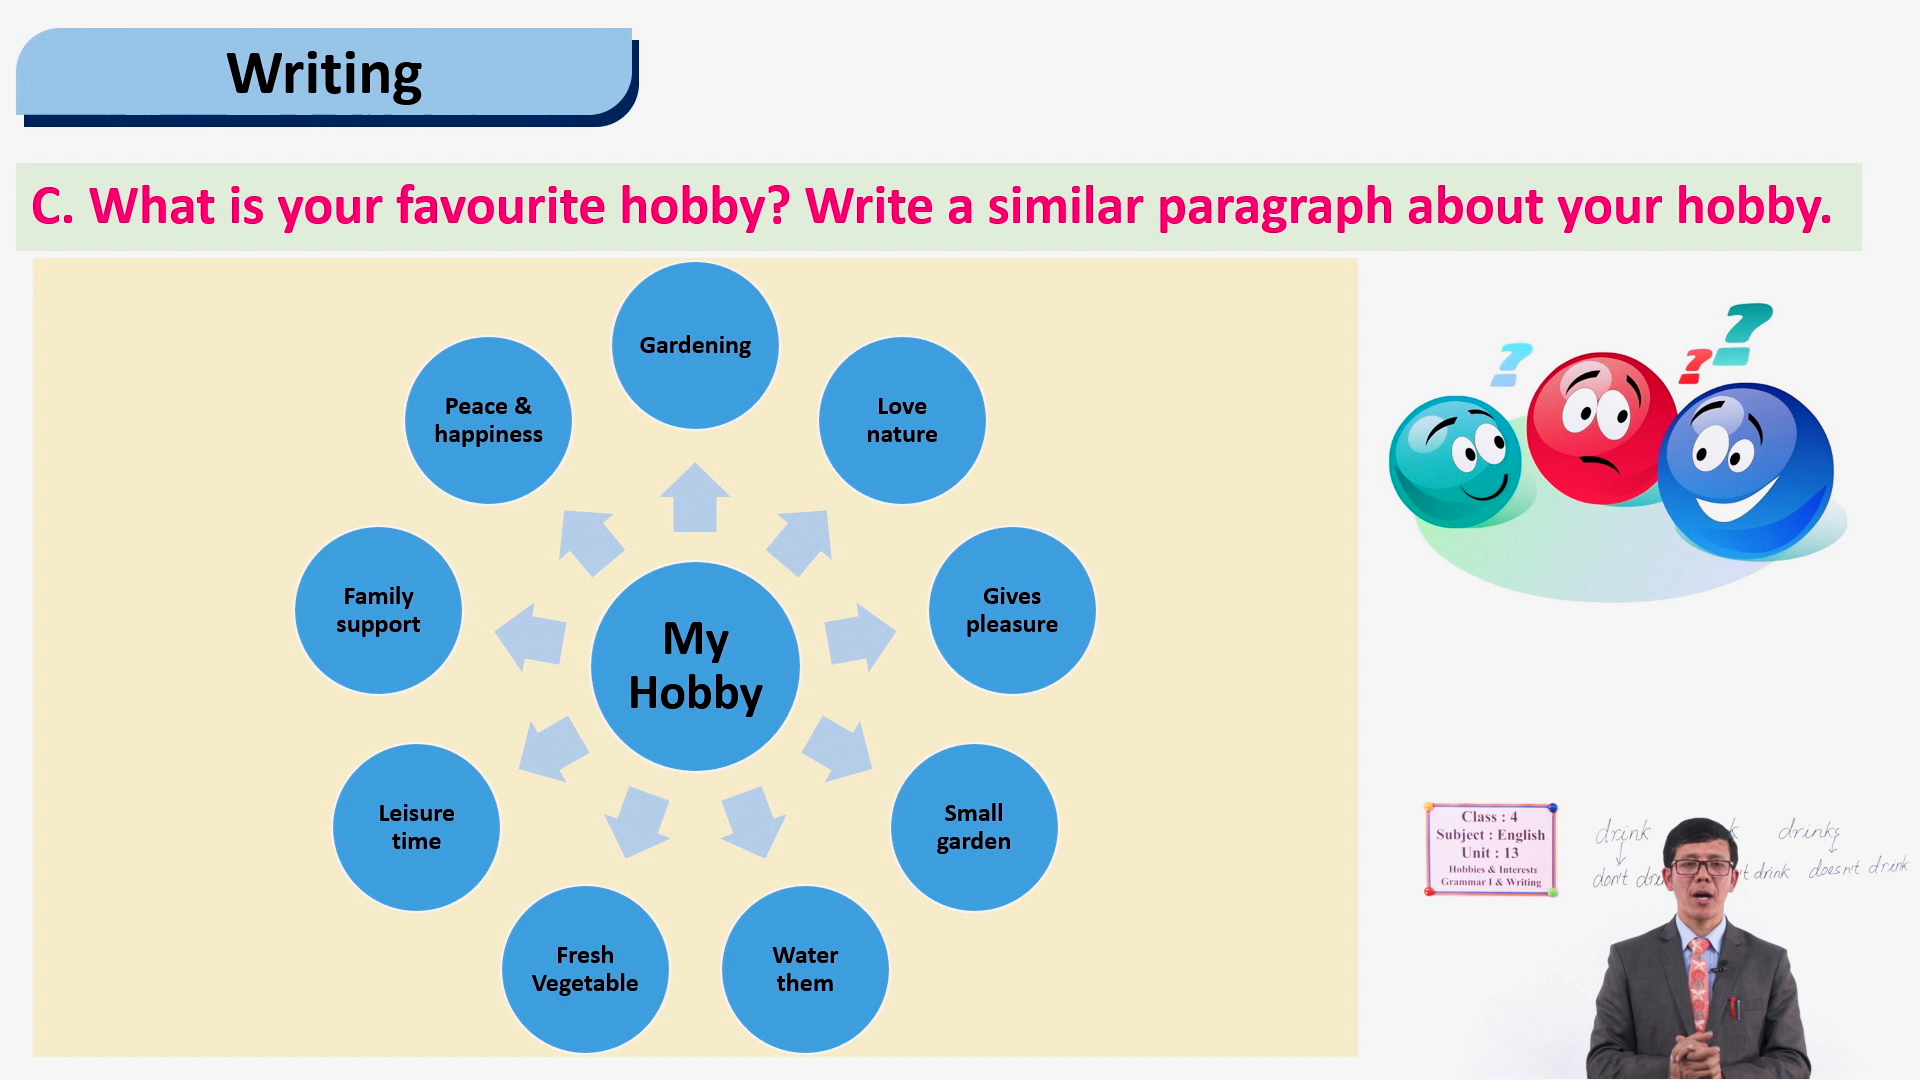 Writing
C. What is your favourite hobby? Write a similar paragraph about your hobby.
Gardening
Love
nature
Gives
pleasure
Small
garden
Water
them
Fresh
Vegetable
Leisure
time
Family
support
Peace &
happiness
My
Hobby
Class : 4
Subject : English
Unit : 13
Hobbies & Interests
Grammar I & Writing
drink drinks
don't drink doesn't drink